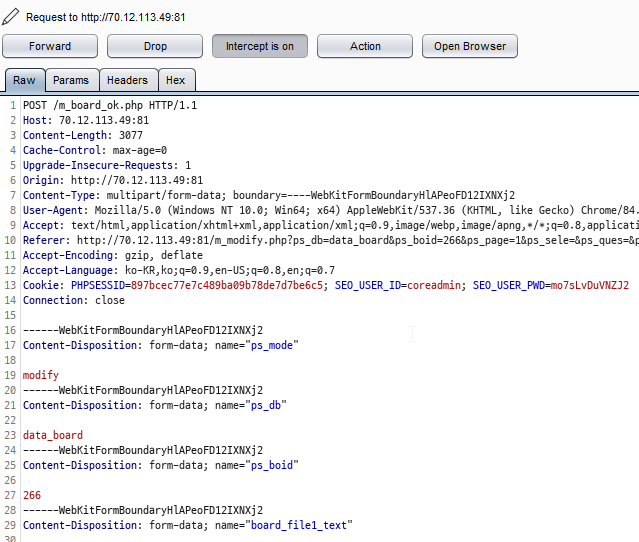 Request to http://70.12.113.49:81
Forward Drop Intercept is on Action Open Browser
Raw Params Headers Hex
1 POST /m_board_ok.php HTTP/1.1
2 Host: 70.12.113.49:81
3 Content-Length: 3077
4 Cache-Control: max-age=0
5 Upgrade-Insecure-Requests: 1
6 Origin: http://70.12.113.49:81
7 Content-Type: multipart/form-data; boundary=----WebKitFormBoundaryHlAPeoFD12IXNXj2
8 User-Agent: Mozilla/5.0 (Windows NT 10.0; Win64; x64) AppleWebKit/537.36 (KHTML, like Gecko) Chrome/84.
9 Accept: text/html,application/xhtml+xml,application/xml;q=0.9,image/webp,image/apng,*/*;q=0.8,applicati
10 Referer: http://70.12.113.49:81/m_modify.php?ps_db=data_board&ps_boid=266&ps_page=1&ps_sele=&ps_ques=&p
11 Accept-Encoding: gzip, deflate
12 Accept-Language: ko-KR,ko;q=0.9,en-US;q=0.8,en;q=0.7
13 Cookie: PHPSESSID=897bcec77e7c489ba09b78de7d7be6c5; SEO_USER_ID=coreadmin; SEO_USER_PWD=mo7sLvDuVNZJ2
14 Connection: close
15
16 ------WebKitFormBoundaryHlAPeoFD12IXNXj2
17 Content-Disposition: form-data; name="ps_mode"
18
19 modify
20 ------WebKitFormBoundaryHlAPeoFD12IXNXj2
21 Content-Disposition: form-data; name="ps_db"
22
23 data_board
24 ------WebKitFormBoundaryHlAPeoFD12IXNXj2
25 Content-Disposition: form-data; name="ps_boid"
26
27 266
28 ------WebKitFormBoundaryHlAPeoFD12IXNXj2
29 Content-Disposition: form-data; name="board_file1_text"
30